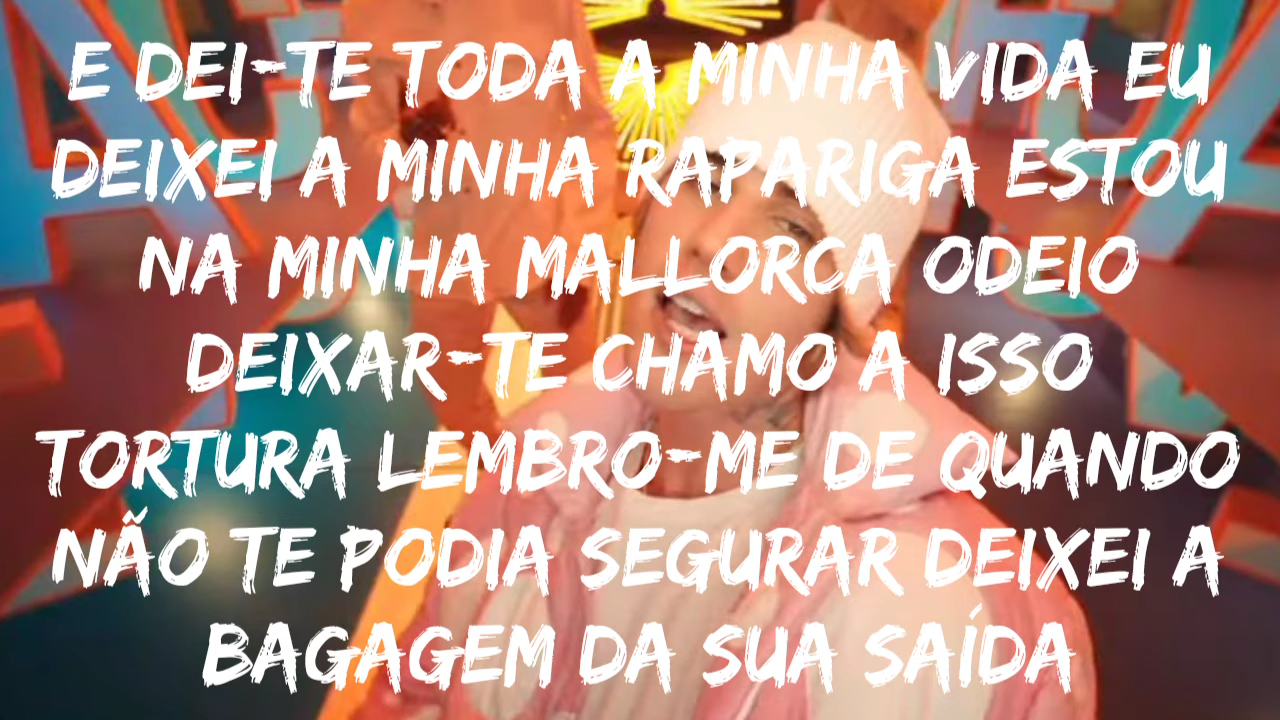 E DEI-TE TODA A MINHA VIDA EU
DEIXEI A MINHA RAPARIGA ESTOU
NA MINHA MALLORCA ODEIO
DEIXAR-TE CHAMO A ISSO
TORTURA LEMBRO-ME DE QUANDO
NÃO TE PODIA SEGURAR DEIXEI A
BAGAGEM DA SUA SAÍDA